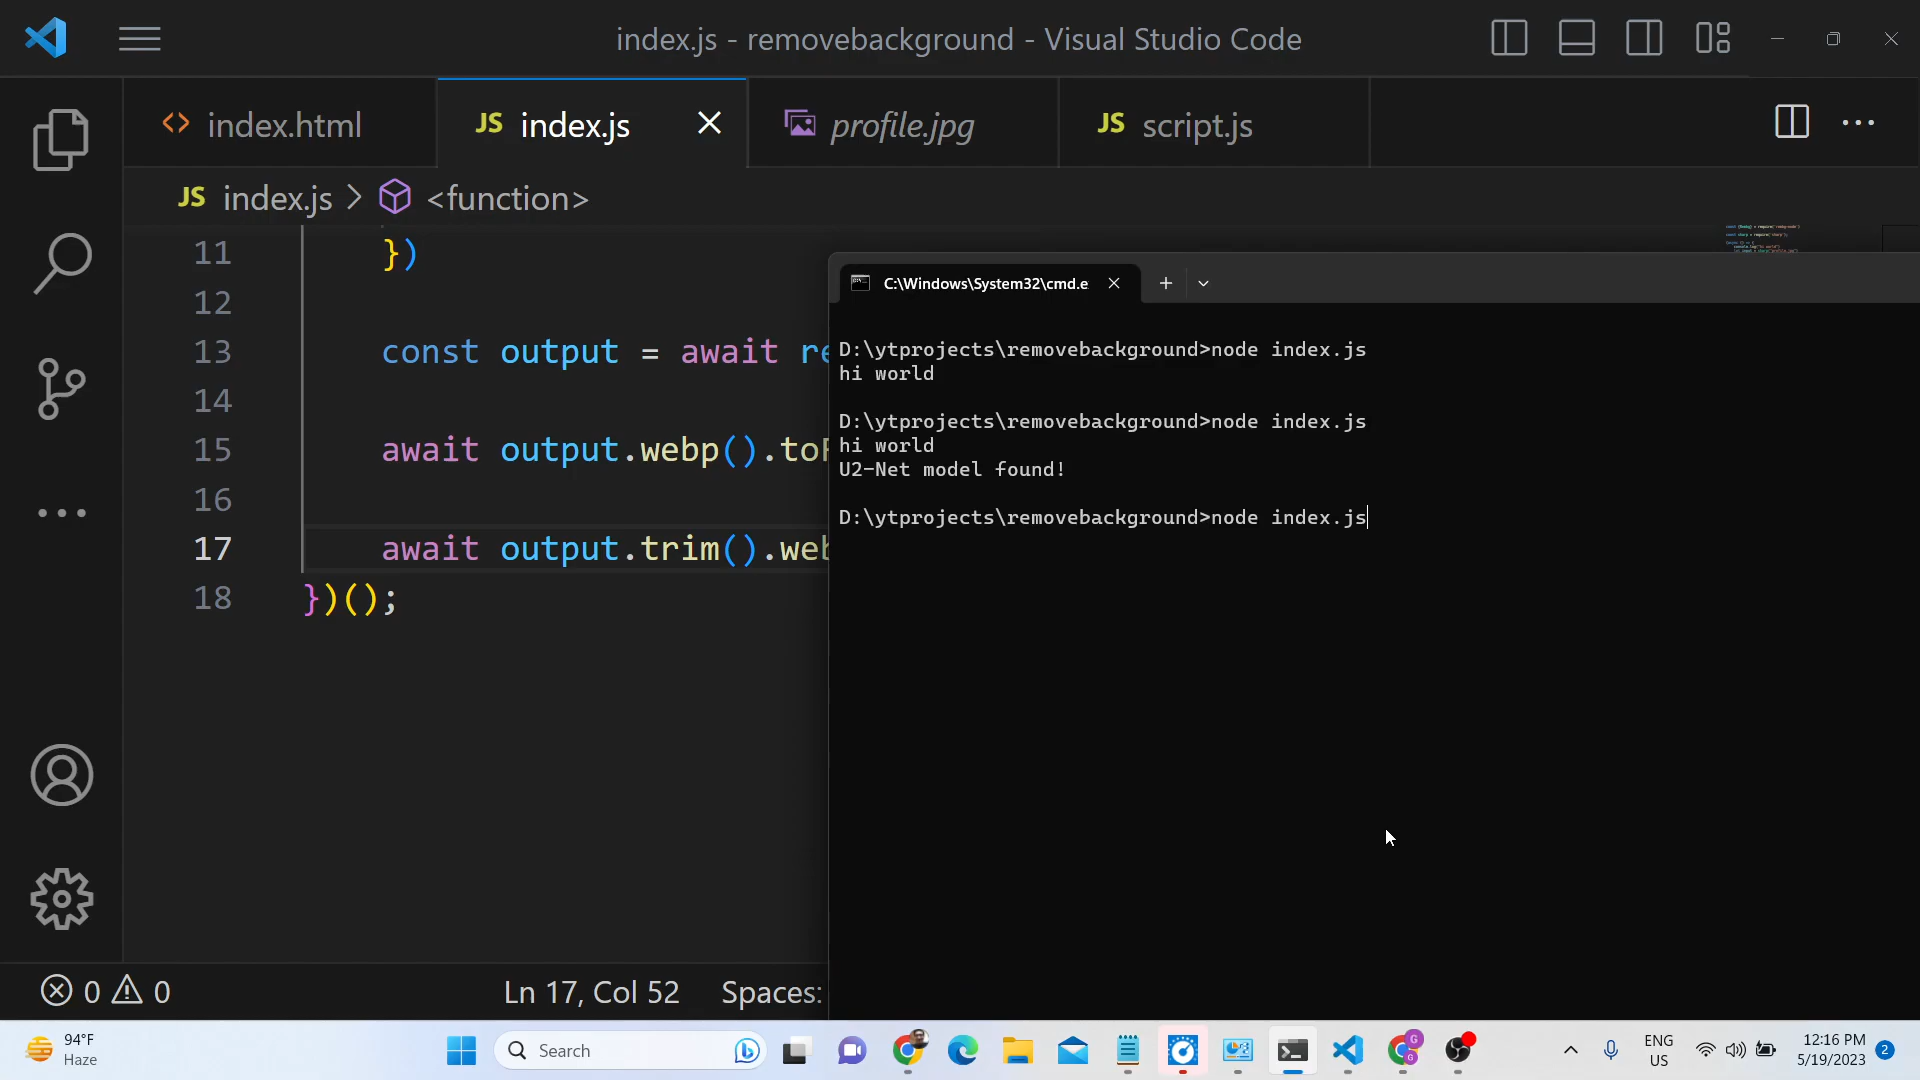 index.js - removebackground - Visual Studio Code
index.html
JS index.js
profile.jpg
JS script.js
JS index.js > <function>
11 })
12
13 const output = await re
14
15 await output.webp().toF
16
17 await output.trim().web
18 })();
C:\Windows\System32\cmd.e
D:\ytprojects\removebackground>node index.js
hi world
D:\ytprojects\removebackground>node index.js
hi world
U2-Net model found!
D:\ytprojects\removebackground>node index.js
0 0
Ln 17, Col 52
Spaces:
94°F
Haze
Search
ENG
US
12:16 PM
5/19/2023
2